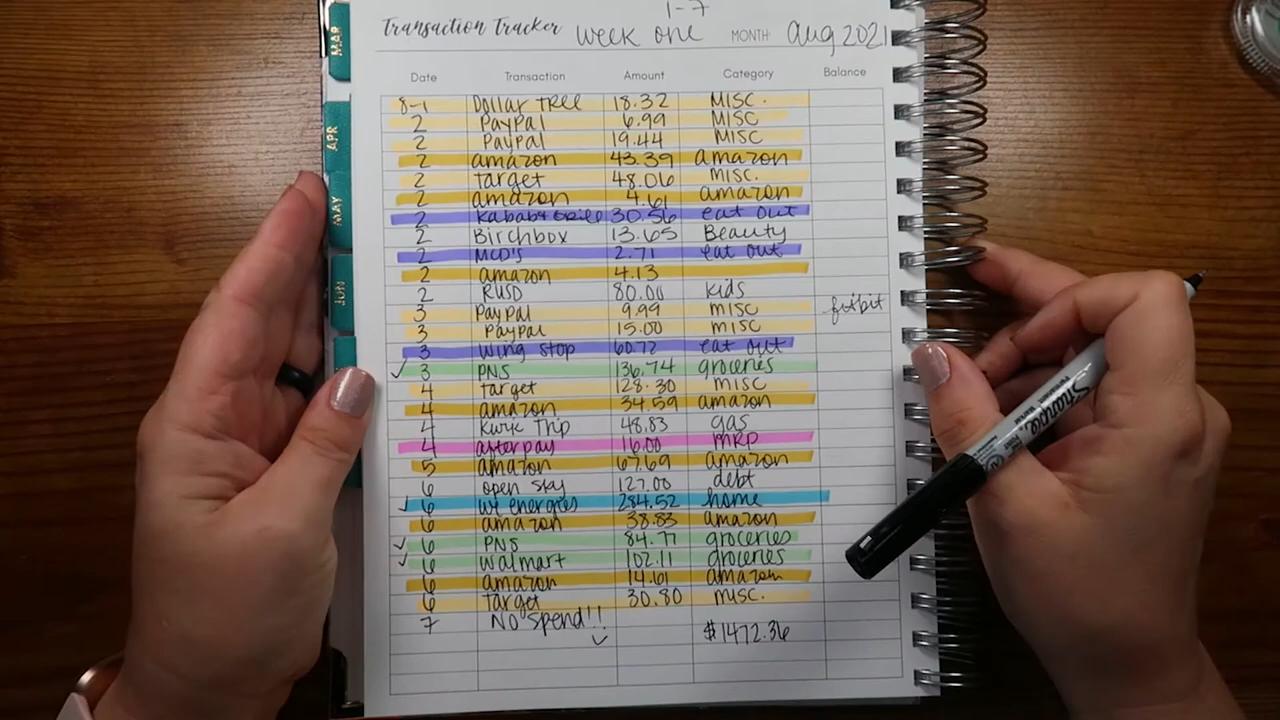 1-7
Transaction Tracker week one MONTH: Aug 2021
Date Transaction Amount Category Balance
8-1 Dollar Tree 18.32 MISC.
2 PayPal 6.99 MISC
2 PayPal 19.44 MISC
2 amazon 43.39 amazon
2 target 48.06 misc.
2 amazon 4.61 amazon
2 30.56 eat out
2 Birchbox 13.65 Beauty
2 McD's 2.71 eat out
2 amazon 4.13
2 RUSD 80.00 kids
3 PayPal 9.99 misc fitbit
3 PayPal 15.00 misc
3 wing stop 60.72 eat out
✓ 3 PNS 136.74 groceries
4 target 128.30 misc
4 amazon 34.59 amazon
4 Kwik Trip 48.83 gas
4 afterpay 16.00 MRP
5 amazon 67.69 amazon
6 open sky 127.00 debt
✓ 6 we energies 284.52 home
6 amazon 38.83 amazon
✓ 6 PNS 84.77 groceries
✓ 6 walmart 102.11 groceries
6 amazon 14.61 amazon
6 target 30.80 misc.
7 NO spend!!
✓ $1472.36
MAR
APR
MAY
JUN
Sharpie